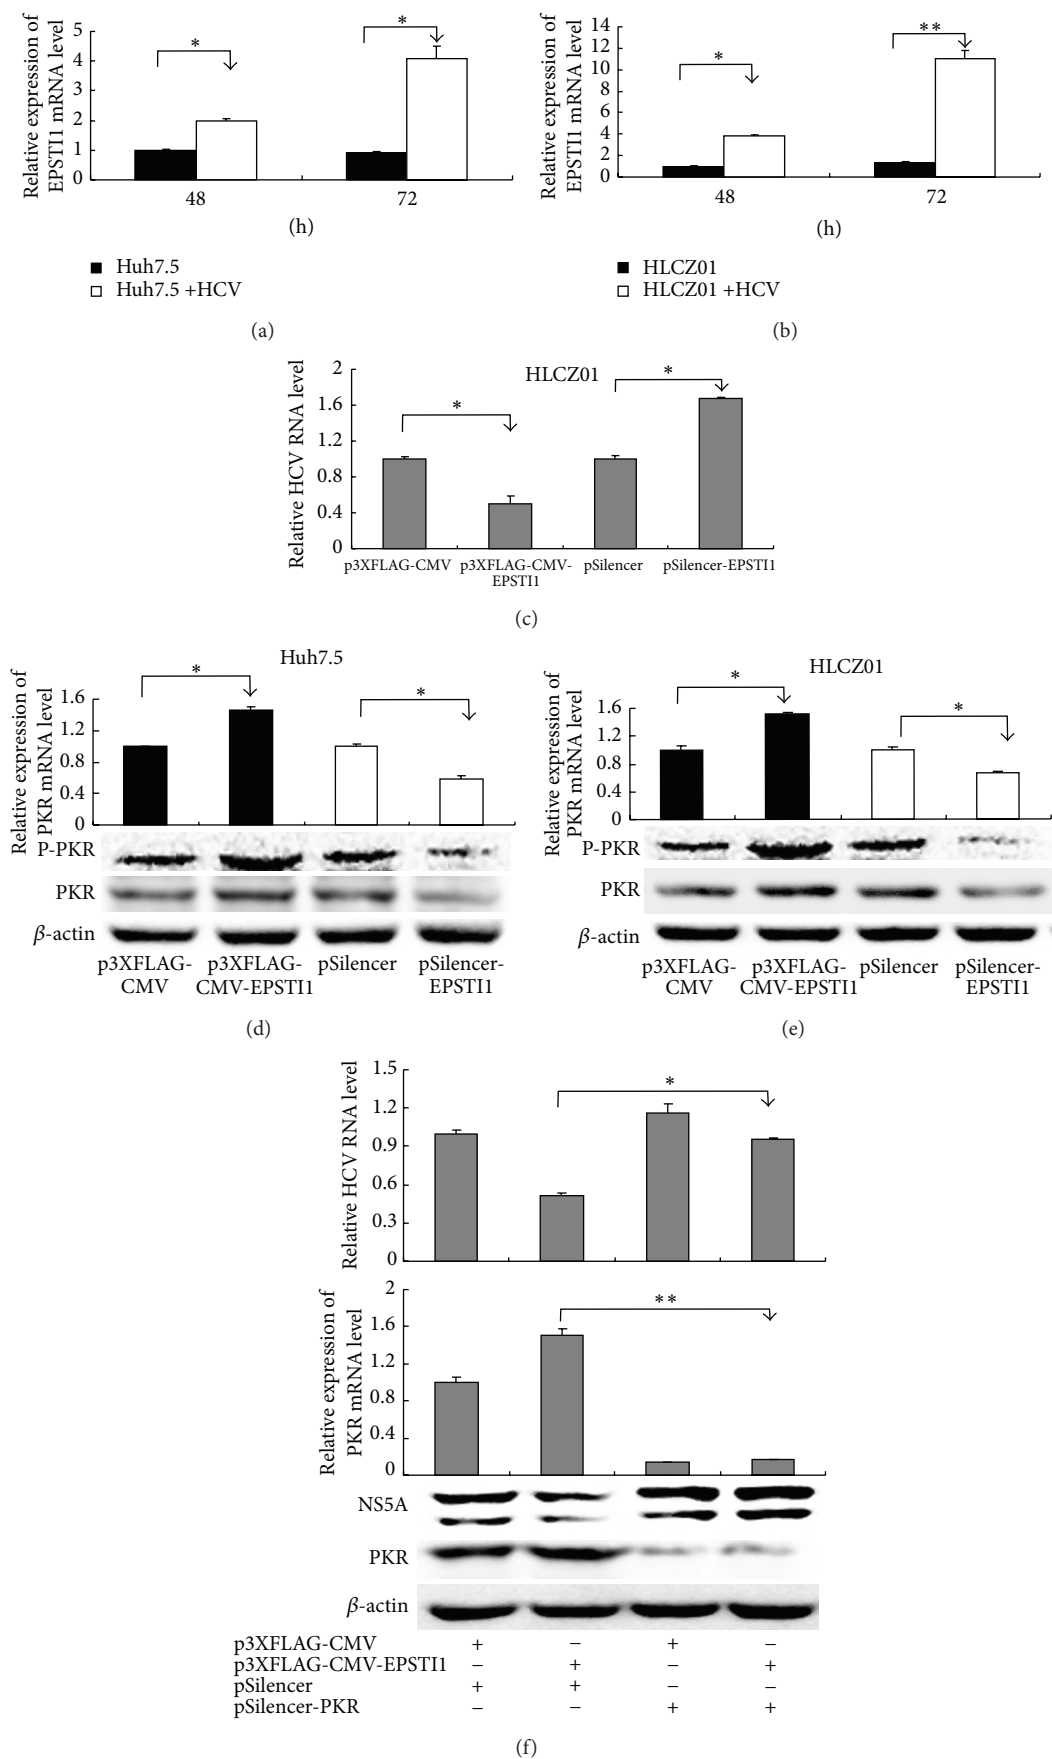 Relative expression of
EPSTI1 mRNA level
5
4
3
2
1
0
*
*
48
72
(h)
Huh7.5
Huh7.5 +HCV
(a)
Relative expression of
EPSTI1 mRNA level
14
12
10
8
6
4
2
0
*
**
48
72
(h)
HLCZ01
HLCZ01 +HCV
(b)
Relative HCV RNA level
2
1.6
1.2
0.8
0.4
0
HLCZ01
*
*
p3XFLAG-CMV
p3XFLAG-CMV-
EPSTI1
pSilencer
pSilencer-EPSTI1
(c)
Huh7.5
Relative expression of
PKR mRNA level
1.6
1.2
0.8
0.4
0
*
*
P-PKR
PKR
β-actin
p3XFLAG-
CMV
p3XFLAG-
CMV-EPSTI1
pSilencer
pSilencer-
EPSTI1
(d)
HLCZ01
Relative expression of
PKR mRNA level
1.6
1.2
0.8
0.4
0
*
*
P-PKR
PKR
β-actin
p3XFLAG-
CMV
p3XFLAG-
CMV-EPSTI1
pSilencer
pSilencer-
EPSTI1
(e)
Relative HCV RNA level
1.5
1.2
0.9
0.6
0.3
0
*
Relative expression of
PKR mRNA level
2
1.6
1.2
0.8
0.4
0
**
NS5A
PKR
β-actin
p3XFLAG-CMV + − + −
p3XFLAG-CMV-EPSTI1 − + − +
pSilencer + + − −
pSilencer-PKR − − + +
(f)